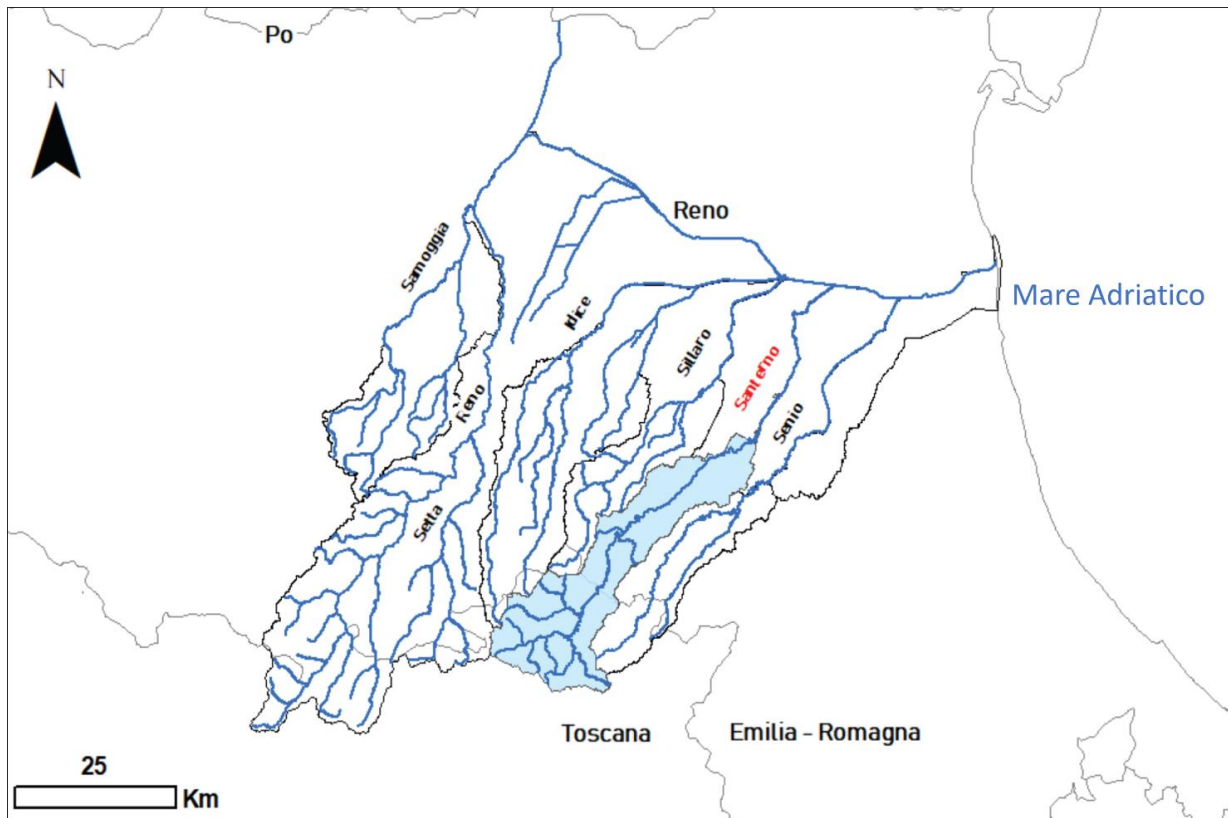 Po
N
Reno
Samoggia
Mare Adriatico
Idice
Sillaro
Santerno
Reno
Senio
Setta
Toscana
Emilia - Romagna
25
Km